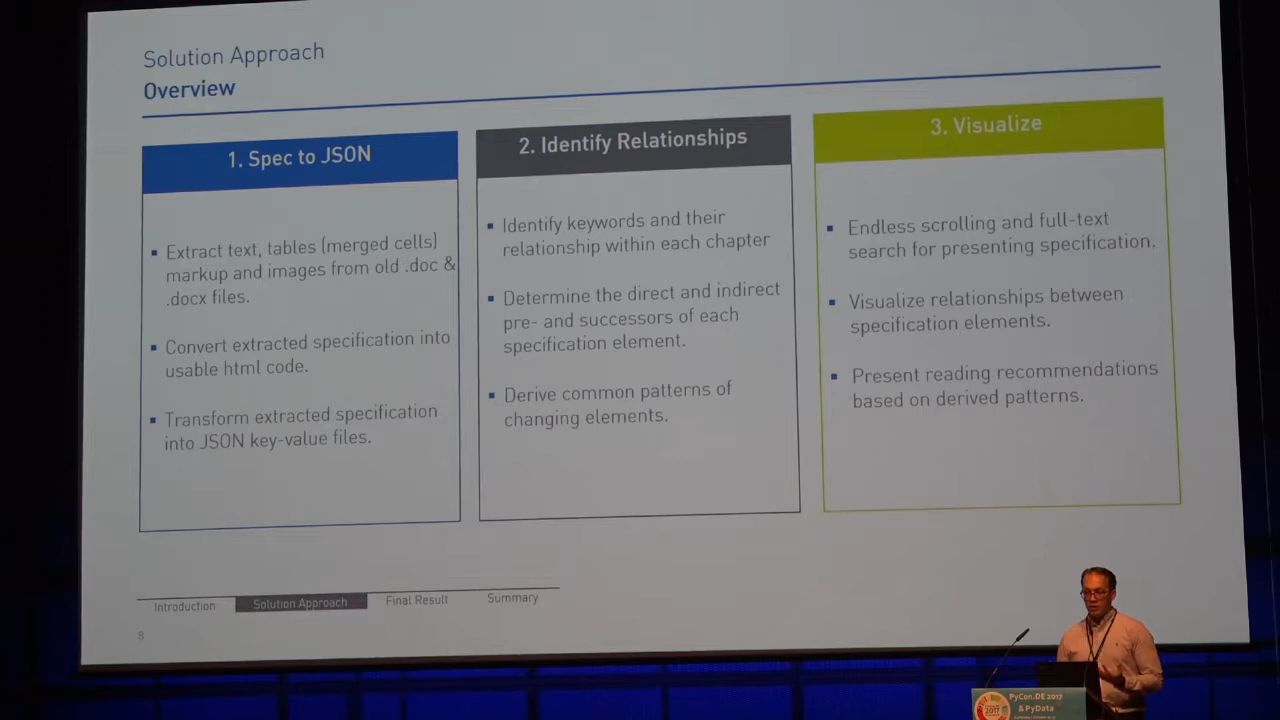 Solution Approach
Overview
1. Spec to JSON
▪ Extract text, tables (merged cells)
markup and images from old .doc &
.docx files.
▪ Convert extracted specification into
usable html code.
▪ Transform extracted specification
into JSON key-value files.
2. Identify Relationships
▪ Identify keywords and their
relationship within each chapter
▪ Determine the direct and indirect
pre- and successors of each
specification element.
▪ Derive common patterns of
changing elements.
3. Visualize
▪ Endless scrolling and full-text
search for presenting specification.
▪ Visualize relationships between
specification elements.
▪ Present reading recommendations
based on derived patterns.
Introduction
Solution Approach
Final Result
Summary
8
PyCon.DE 2017
& PyData
2017